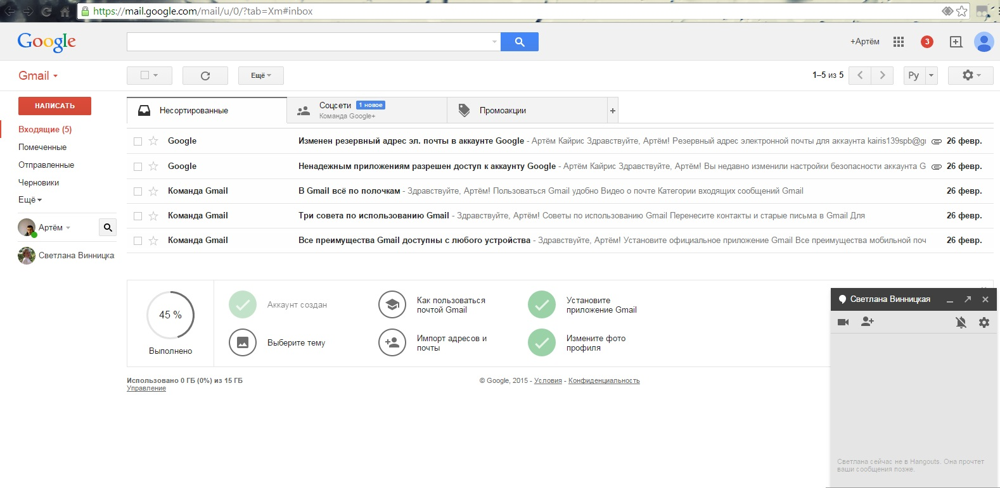 https://mail.google.com/mail/u/0/?tab=Xm#inbox
Google
+Артём
3
Gmail
Ещё
1–5 из 5
Ру
НАПИСАТЬ
Входящие (5)
Помеченные
Отправленные
Черновики
Ещё
Артём
Светлана Винницка
Несортированные
Соцсети 1 новое
Команда Google+
Промоакции
+
Google Изменен резервный адрес эл. почты в аккаунте Google - Артём Кайрис Здравствуйте, Артём! Резервный адрес электронной почты для аккаунта kairis139spb@g 26 февр.
Google Ненадежным приложениям разрешен доступ к аккаунту Google - Артём Кайрис Здравствуйте, Артём! Вы недавно изменили настройки безопасности аккаунта G 26 февр.
Команда Gmail В Gmail всё по полочкам - Здравствуйте, Артём! Пользоваться Gmail удобно Видео о почте Категории входящих сообщений Gmail 26 февр.
Команда Gmail Три совета по использованию Gmail - Здравствуйте, Артём! Советы по использованию Gmail Перенесите контакты и старые письма в Gmail Для 26 февр.
Команда Gmail Все преимущества Gmail доступны с любого устройства - Здравствуйте, Артём! Установите официальное приложение Gmail Все преимущества мобильной поч 26 февр.
45 %
Выполнено
Аккаунт создан
Выберите тему
Как пользоваться
почтой Gmail
Импорт адресов и
почты
Установите
приложение Gmail
Измените фото
профиля
Использовано 0 ГБ (0%) из 15 ГБ
Управление
© Google, 2015 - Условия - Конфиденциальность
Светлана Винницкая
Светлана сейчас не в Hangouts. Она прочтет
ваши сообщения позже.